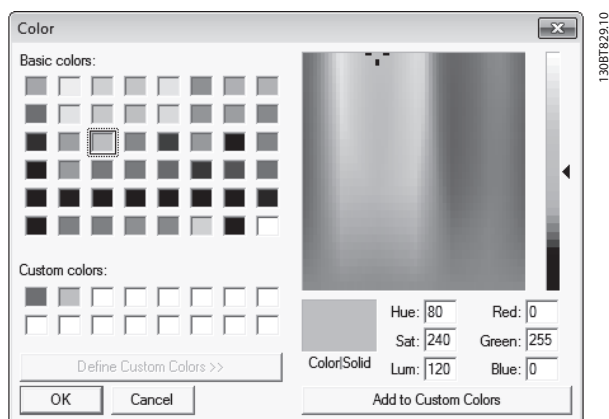 Color
Basic colors:
Custom colors:
Define Custom Colors >>
OK
Cancel
Color|Solid
Hue: 80
Sat: 240
Lum: 120
Red: 0
Green: 255
Blue: 0
Add to Custom Colors
130BT829.10